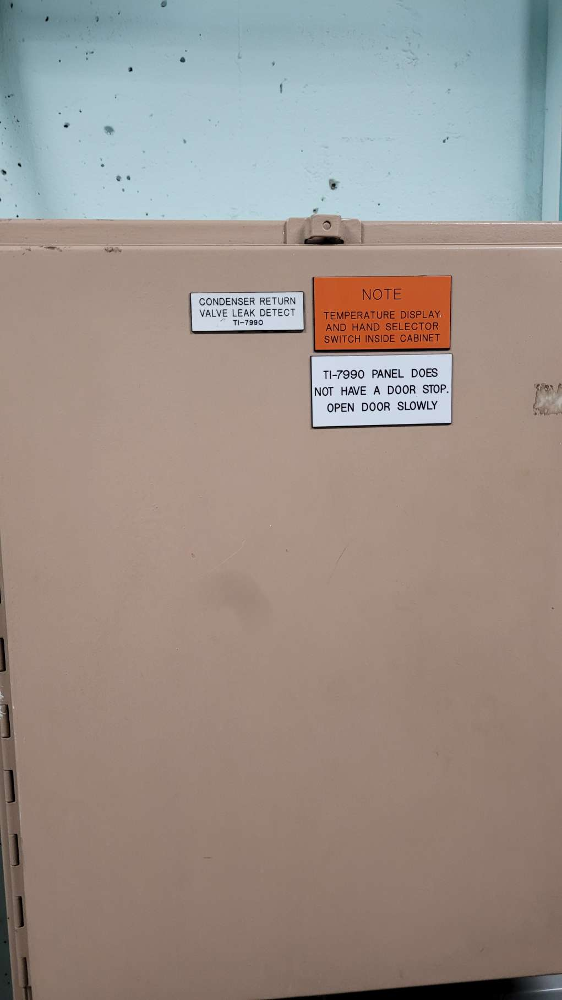 CONDENSER RETURN
VALVE LEAK DETECT
TI-7990
NOTE
TEMPERATURE DISPLAY
AND HAND SELECTOR
SWITCH INSIDE CABINET
TI-7990 PANEL DOES
NOT HAVE A DOOR STOP.
OPEN DOOR SLOWLY